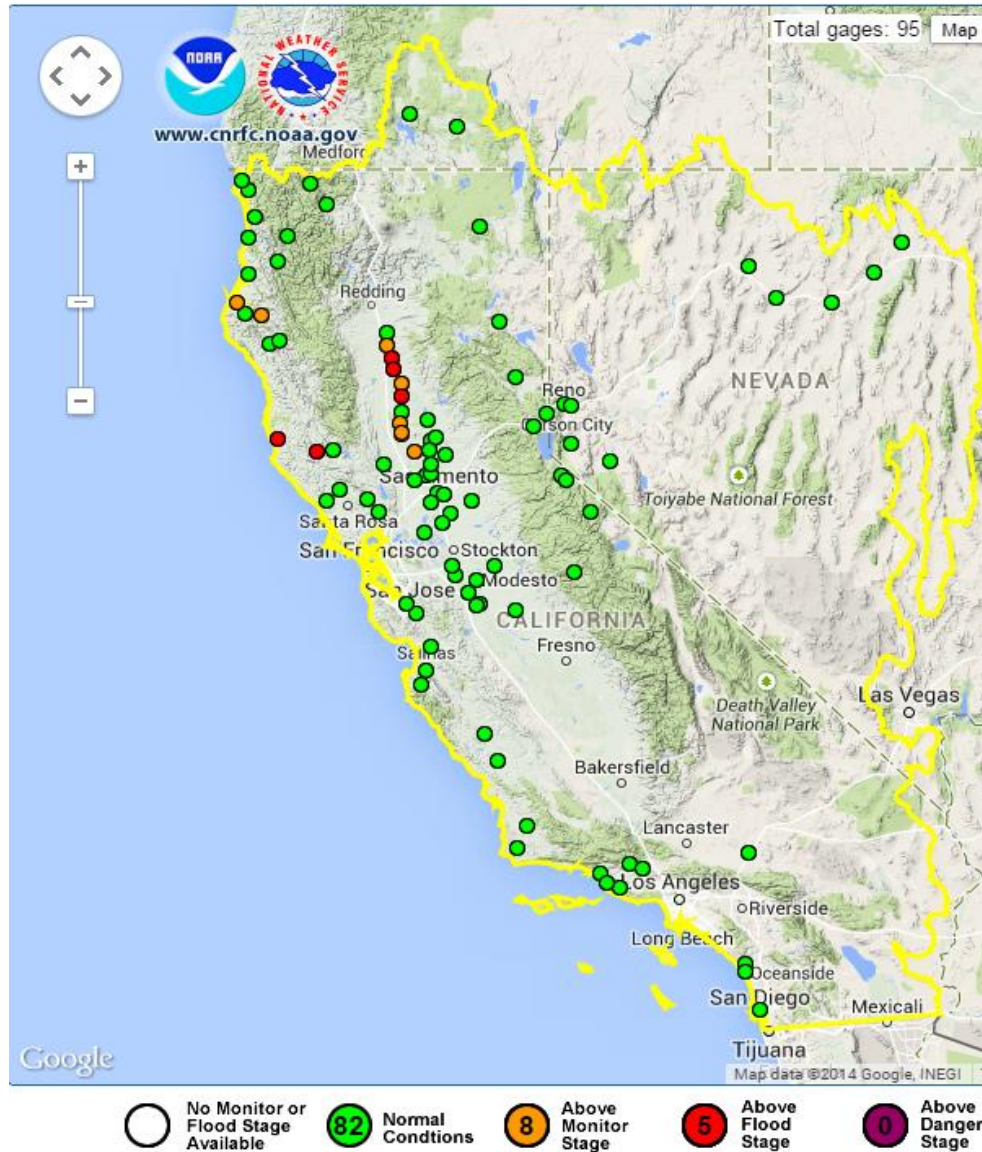 Total gages: 95
Map
NOAA
NATIONAL WEATHER SERVICE
www.cnrfc.noaa.gov
Medford
Redding
Reno
NEVADA
Carson City
Toiyabe National Forest
Sacramento
Santa Rosa
San Francisco
Stockton
Modesto
San Jose
CALIFORNIA
Fresno
Salinas
Death Valley
National Park
Las Vegas
Bakersfield
Lancaster
Los Angeles
Riverside
Long Beach
Oceanside
San Diego
Mexicali
Tijuana
Google
Map data ©2014 Google, INEGI
No Monitor or
Flood Stage
Available
82
Normal
Condtions
8
Above
Monitor
Stage
5
Above
Flood
Stage
0
Above
Danger
Stage